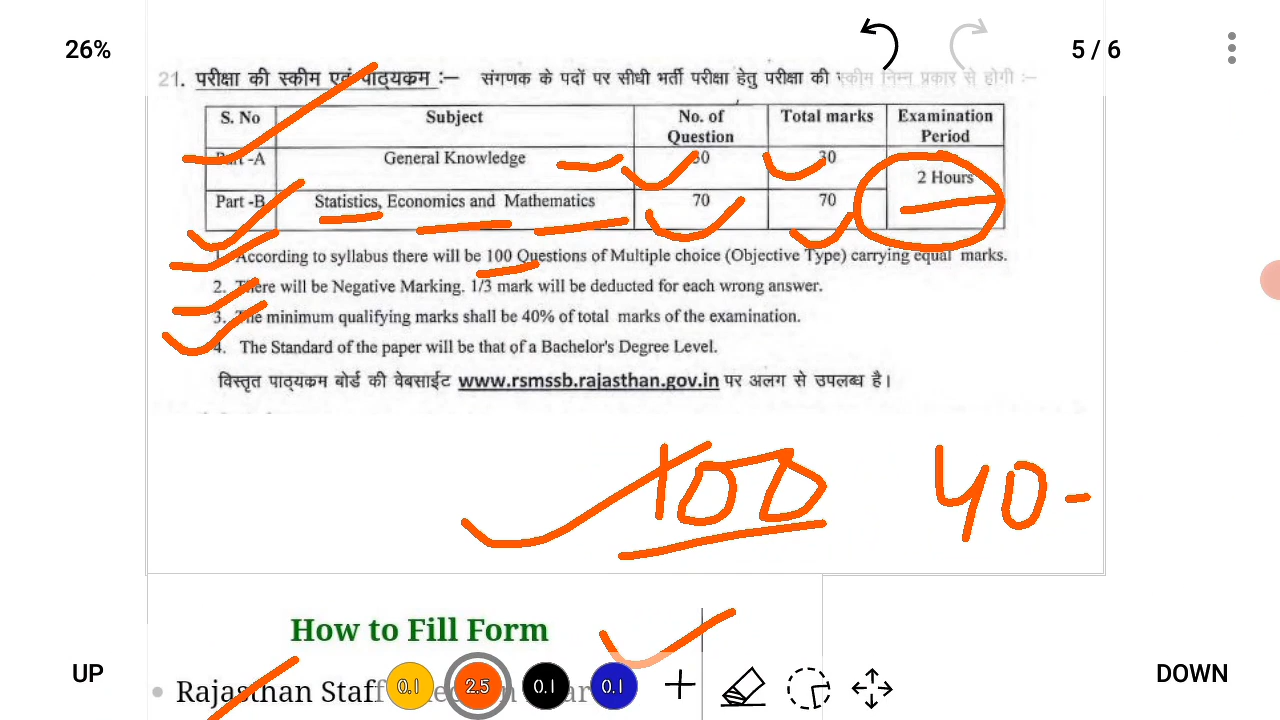 26%
5 / 6
21. परीक्षा की स्कीम एवं पाठ्यक्रम :– संगणक के पदों पर सीधी भर्ती परीक्षा हेतु परीक्षा की स्कीम निम्न प्रकार से होगी :–
S. No Subject No. of Question Total marks Examination Period
Part -A General Knowledge 30 30 2 Hours
Part -B Statistics, Economics and Mathematics 70 70
1. According to syllabus there will be 100 Questions of Multiple choice (Objective Type) carrying equal marks.
2. There will be Negative Marking. 1/3 mark will be deducted for each wrong answer.
3. The minimum qualifying marks shall be 40% of total marks of the examination.
4. The Standard of the paper will be that of a Bachelor's Degree Level.
विस्तृत पाठ्यकम बोर्ड की वेबसाईट www.rsmssb.rajasthan.gov.in पर अलग से उपलब्ध है।
100 40-
How to Fill Form
UP
DOWN
Rajasthan Staff
0.1 2.5 0.1 0.1